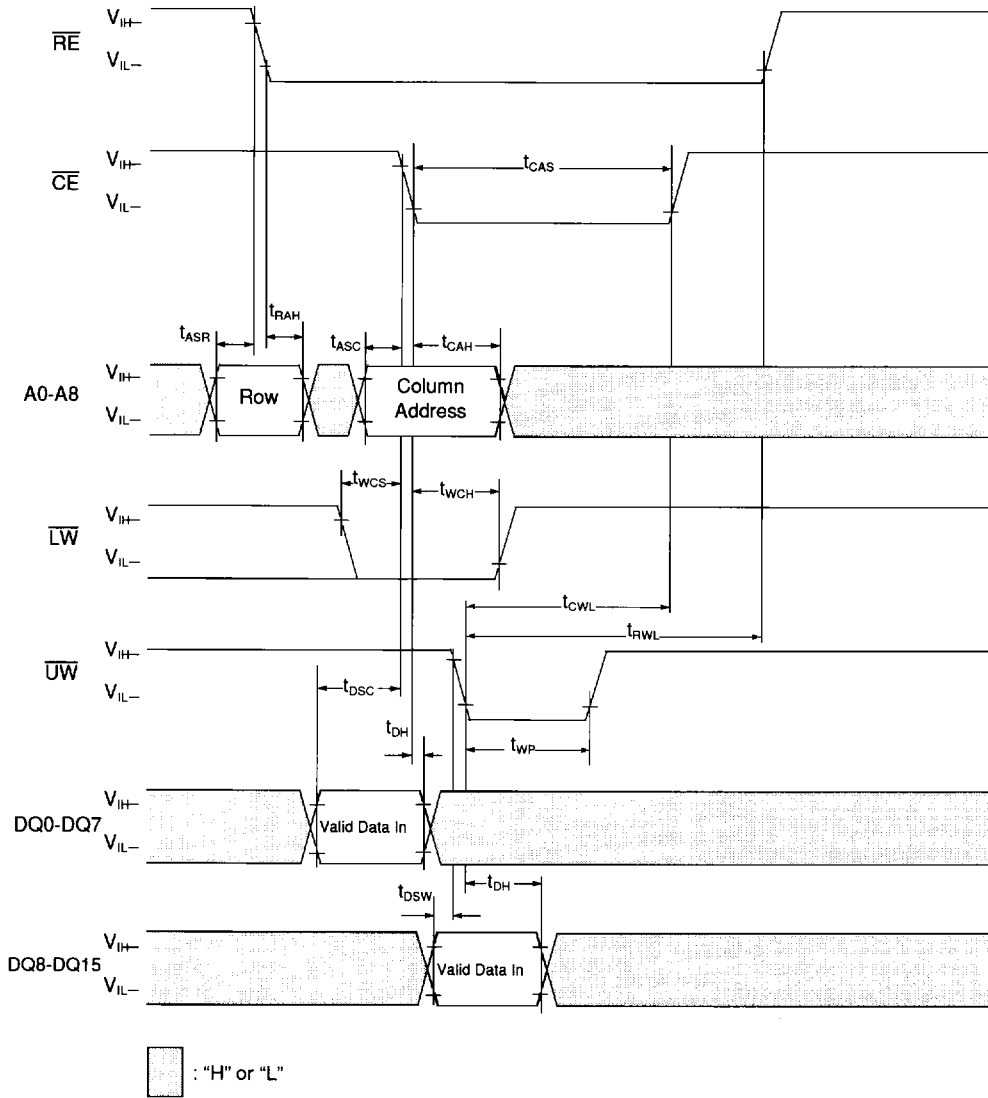 RE
VIH
VIL
CE
VIH
VIL
tCAS
tASR
tRAH
tASC
tCAH
A0-A8
VIH
VIL
Row
Column
Address
tWCS
tWCH
LW
VIH
VIL
tCWL
tRWL
UW
VIH
VIL
tDSC
tDH
tWP
DQ0-DQ7
VIH
VIL
Valid Data In
tDSW
tDH
DQ8-DQ15
VIH
VIL
Valid Data In
: "H" or "L"